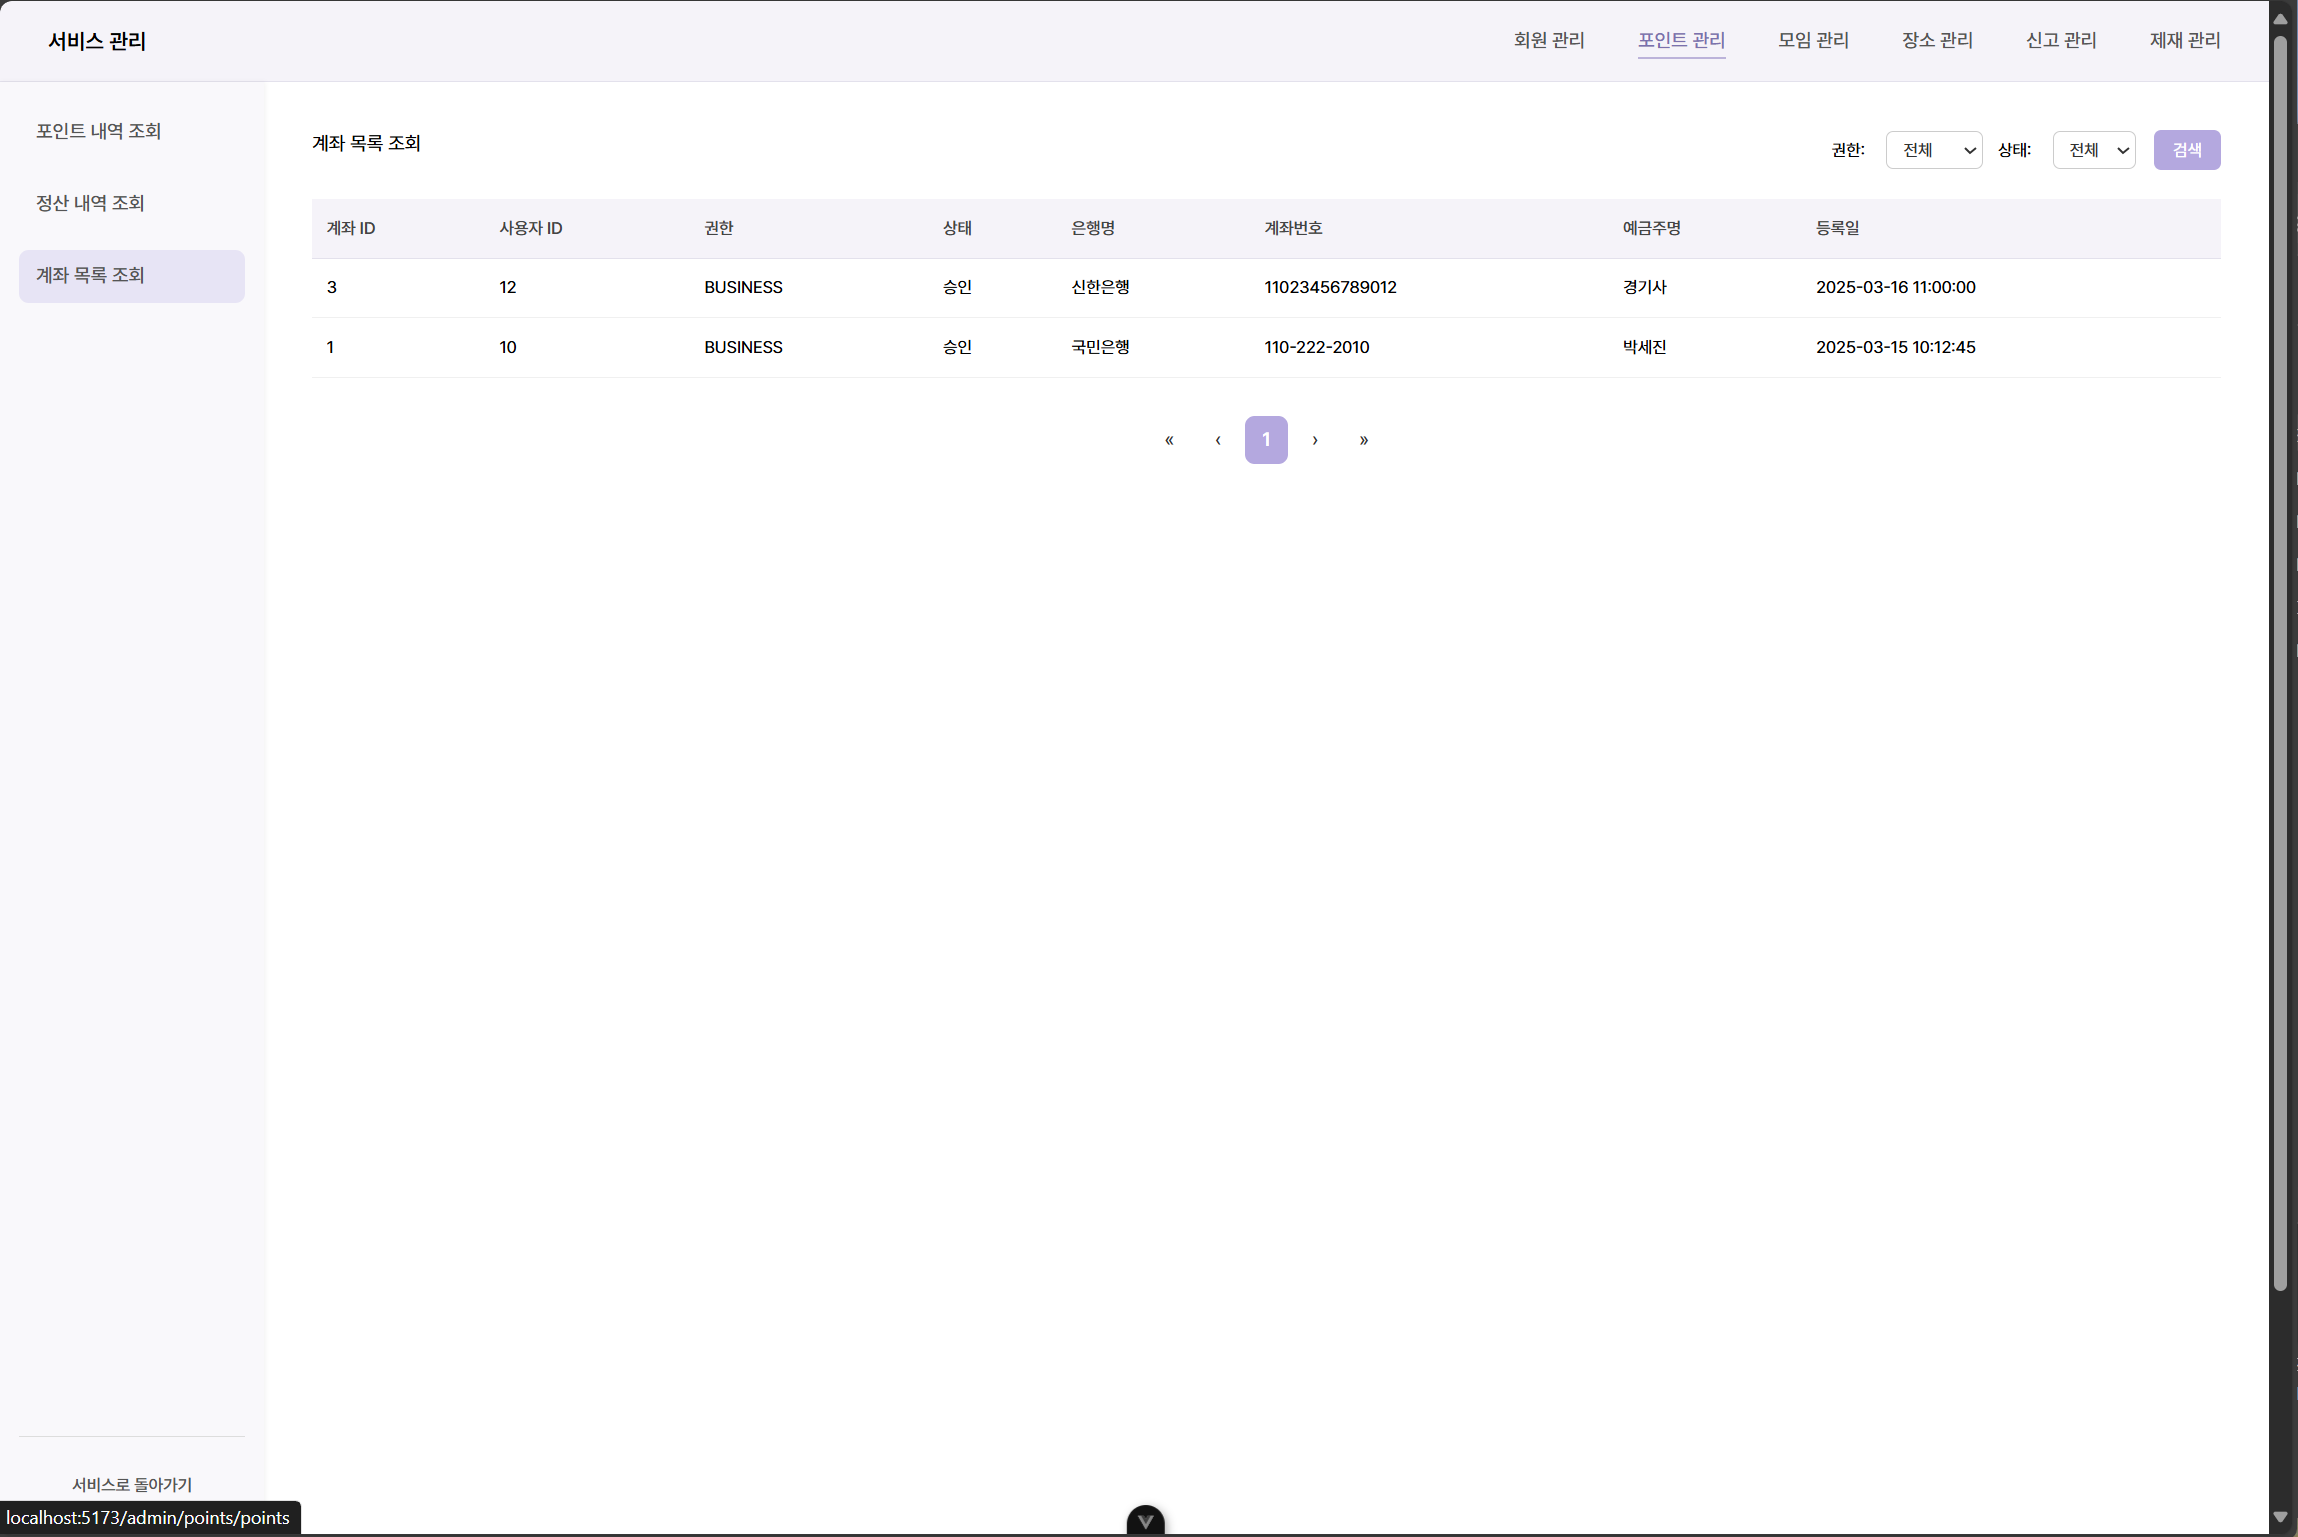 서비스 관리
회원 관리 포인트 관리 모임 관리 장소 관리 신고 관리 제재 관리
포인트 내역 조회
정산 내역 조회
계좌 목록 조회
계좌 목록 조회
권한: 전체 상태: 전체 검색
계좌 ID 사용자 ID 권한 상태 은행명 계좌번호 예금주명 등록일
3 12 BUSINESS 승인 신한은행 11023456789012 경기사 2025-03-16 11:00:00
1 10 BUSINESS 승인 국민은행 110-222-2010 박세진 2025-03-15 10:12:45
« ‹ 1 › »
서비스로 돌아가기
localhost:5173/admin/points/points